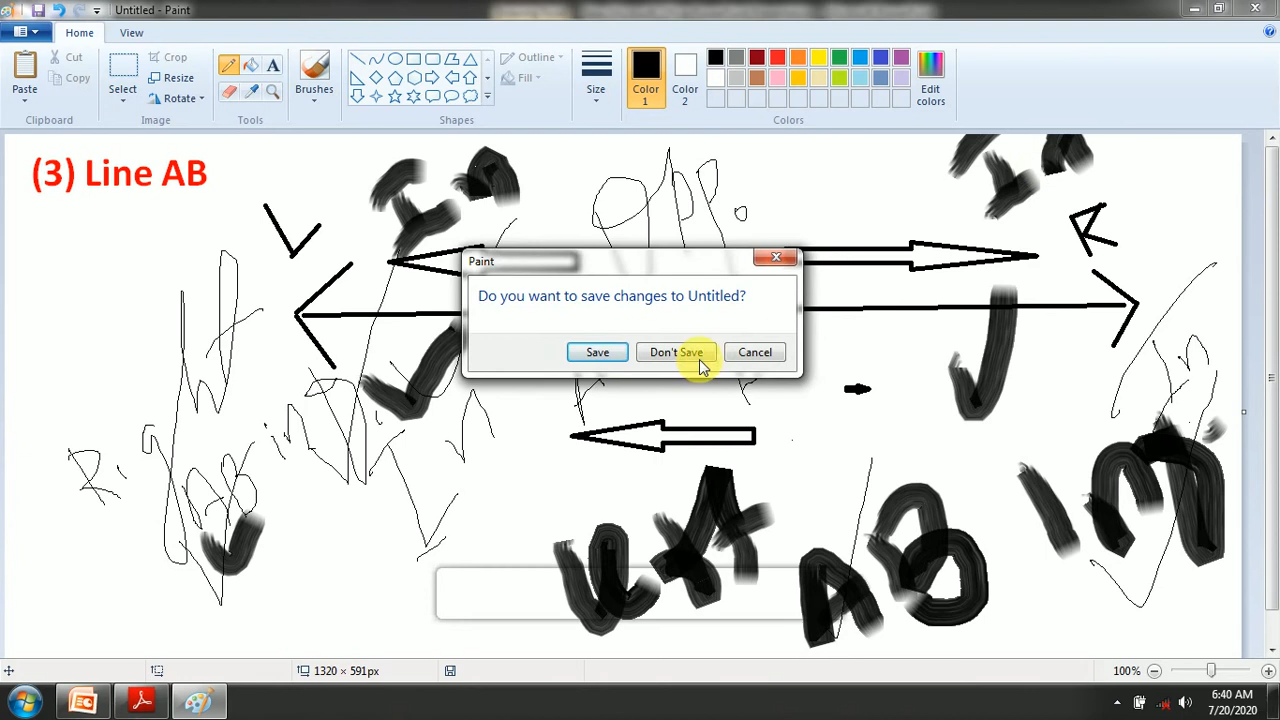 Untitled - Paint
Home View
Cut
Copy
Paste
Clipboard
Crop
Resize
Rotate
Select
Image
Tools
Brushes
Outline
Fill
Shapes
Size
Color 1
Color 2
Edit colors
Colors
(3) Line AB
opp.
R
Paint
Do you want to save changes to Untitled?
Save Don't Save Cancel
AB
1320 × 591px
100%
6:40 AM
7/20/2020